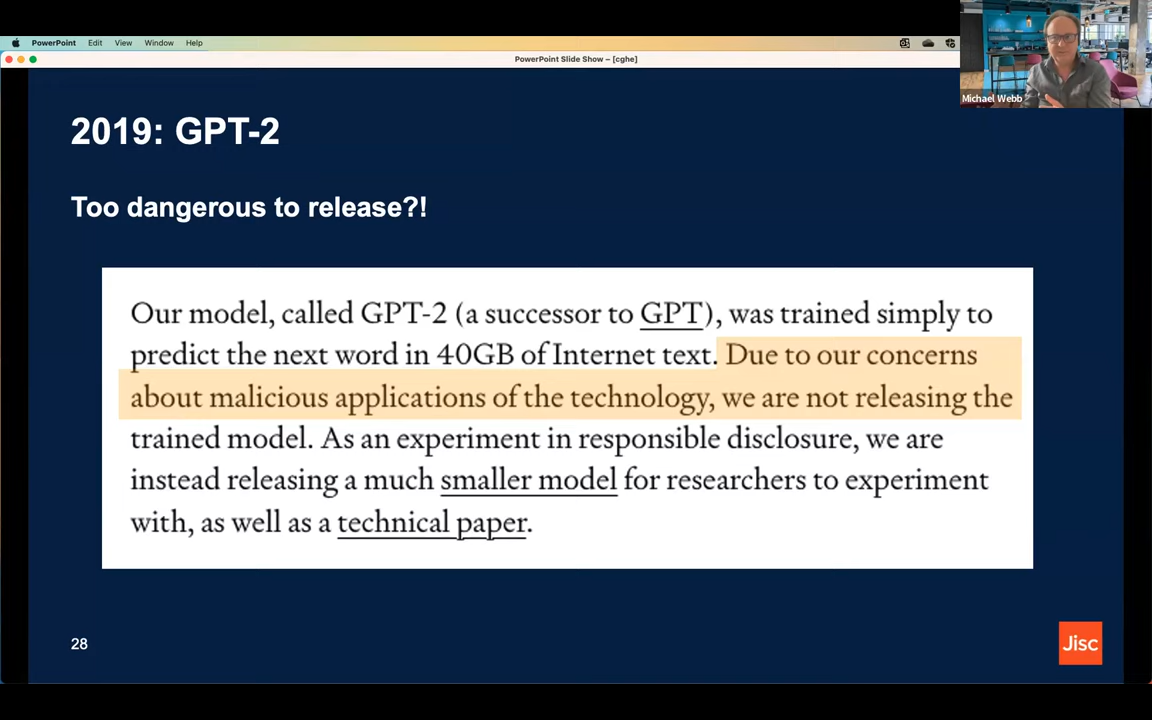 PowerPoint Edit View Window Help
PowerPoint Slide Show – [cghe]
Michael Webb
2019: GPT-2
Too dangerous to release?!
Our model, called GPT-2 (a successor to GPT), was trained simply to
predict the next word in 40GB of Internet text. Due to our concerns
about malicious applications of the technology, we are not releasing the
trained model. As an experiment in responsible disclosure, we are
instead releasing a much smaller model for researchers to experiment
with, as well as a technical paper.
28
Jisc